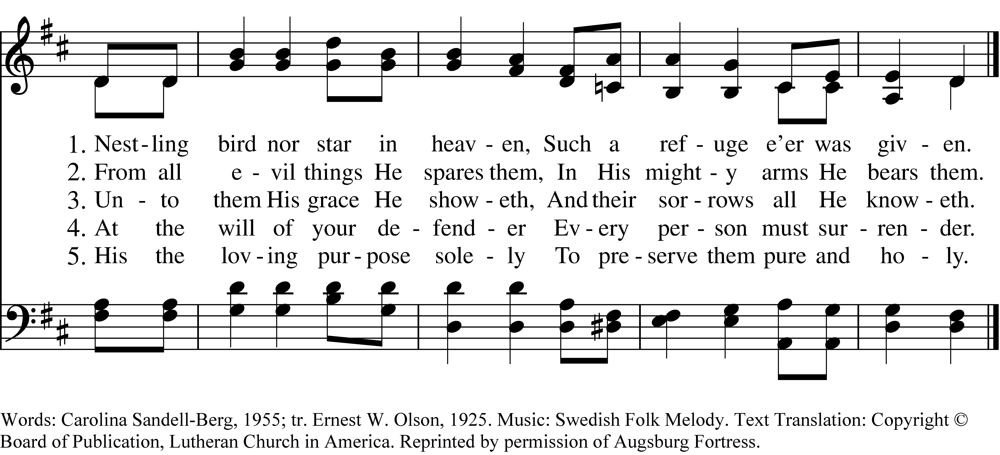 1. Nest-ling bird nor star in heav - en, Such a ref - uge e’er was giv - en.
2. From all e - vil things He spares them, In His might - y arms He bears them.
3. Un - to them His grace He show - eth, And their sor - rows all He know - eth.
4. At the will of your de - fend - er Ev - ery per - son must sur - ren - der.
5. His the lov - ing pur - pose sole - ly To pre - serve them pure and ho - ly.
Words: Carolina Sandell-Berg, 1955; tr. Ernest W. Olson, 1925. Music: Swedish Folk Melody. Text Translation: Copyright ©
Board of Publication, Lutheran Church in America. Reprinted by permission of Augsburg Fortress.